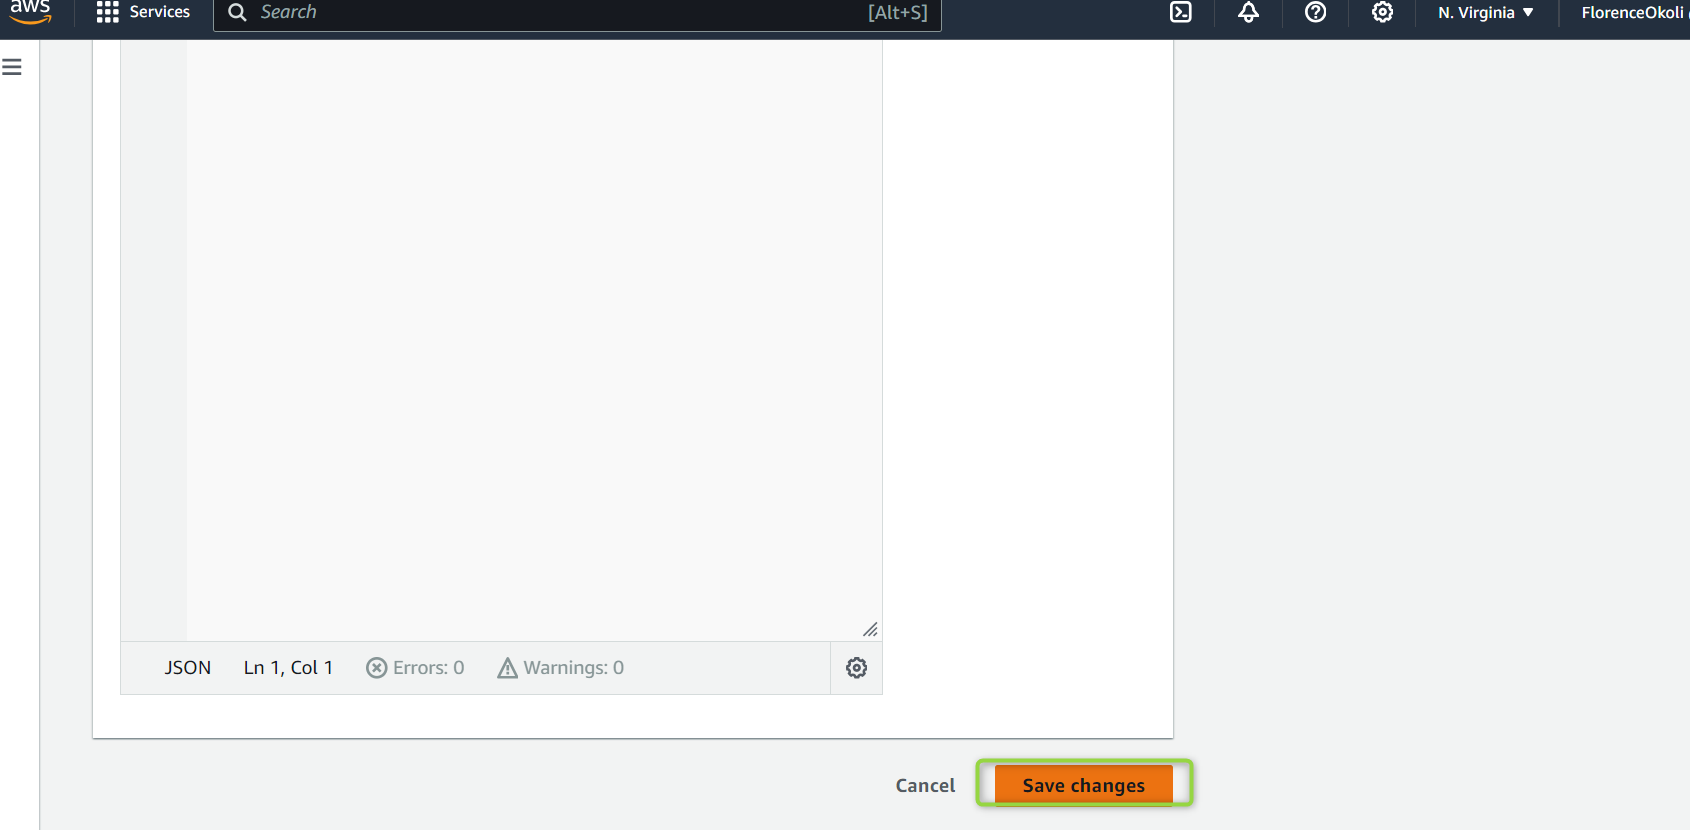 aws Services Search [Alt+S] N. Virginia ▼ FlorenceOkoli
JSON Ln 1, Col 1 Errors: 0 Warnings: 0
Cancel Save changes